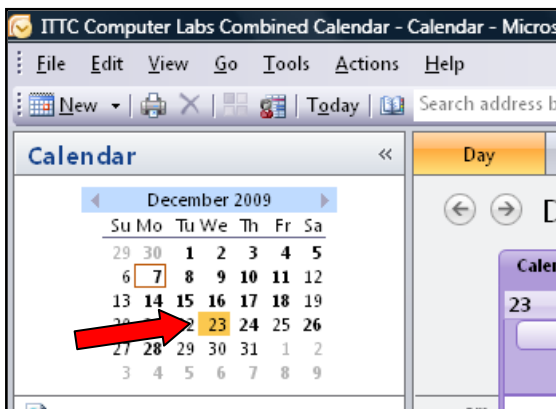 ITTC Computer Labs Combined Calendar - Calendar - Micros
File Edit View Go Tools Actions Help
New Today Search address b
Calendar « Day
December 2009
Su Mo Tu We Th Fr Sa
29 30 1 2 3 4 5
6 7 8 9 10 11 12
13 14 15 16 17 18 19
23 24 25 26
27 28 29 30 31 1 2
3 4 5 6 7 8 9
D
Caler
23